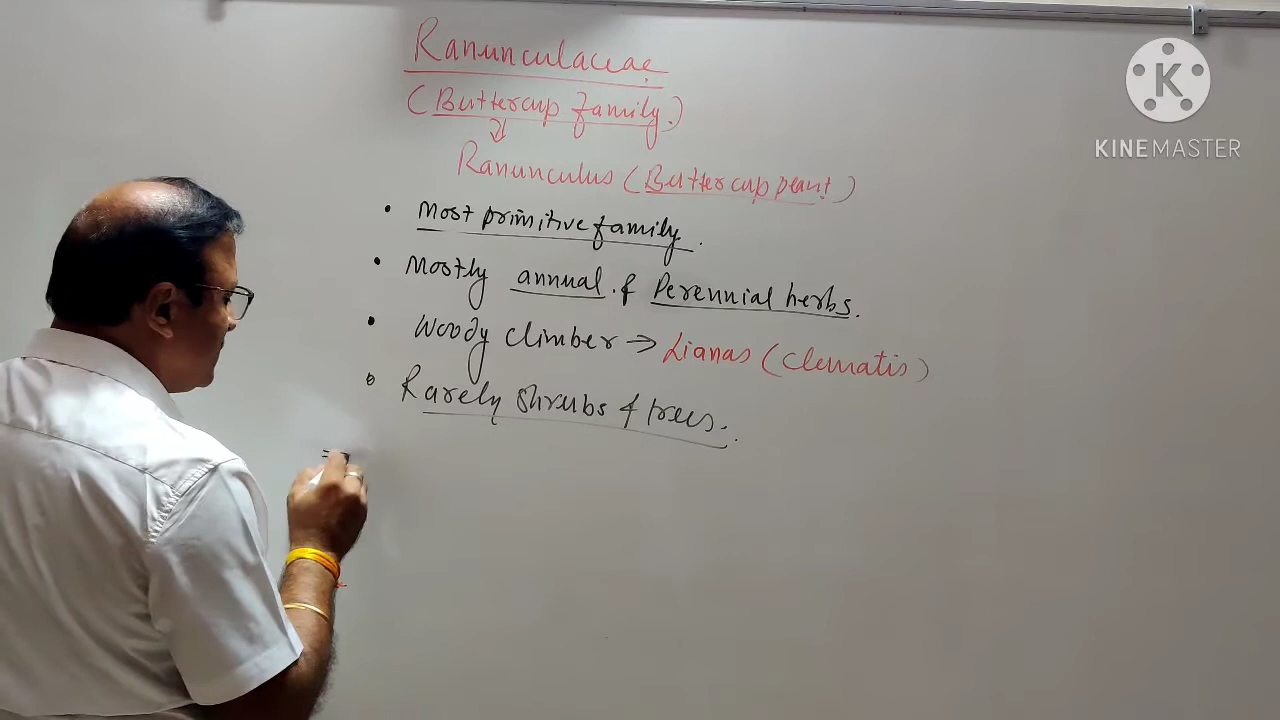 Ranunculaceae
(Buttercup family.)
Ranunculus (Buttercup plant)
• Most primitive family.
• Mostly annual & Perennial herbs.
• Woody climber → Lianas (Clematis)
• Rarely shrubs & trees.
K
KINEMASTER